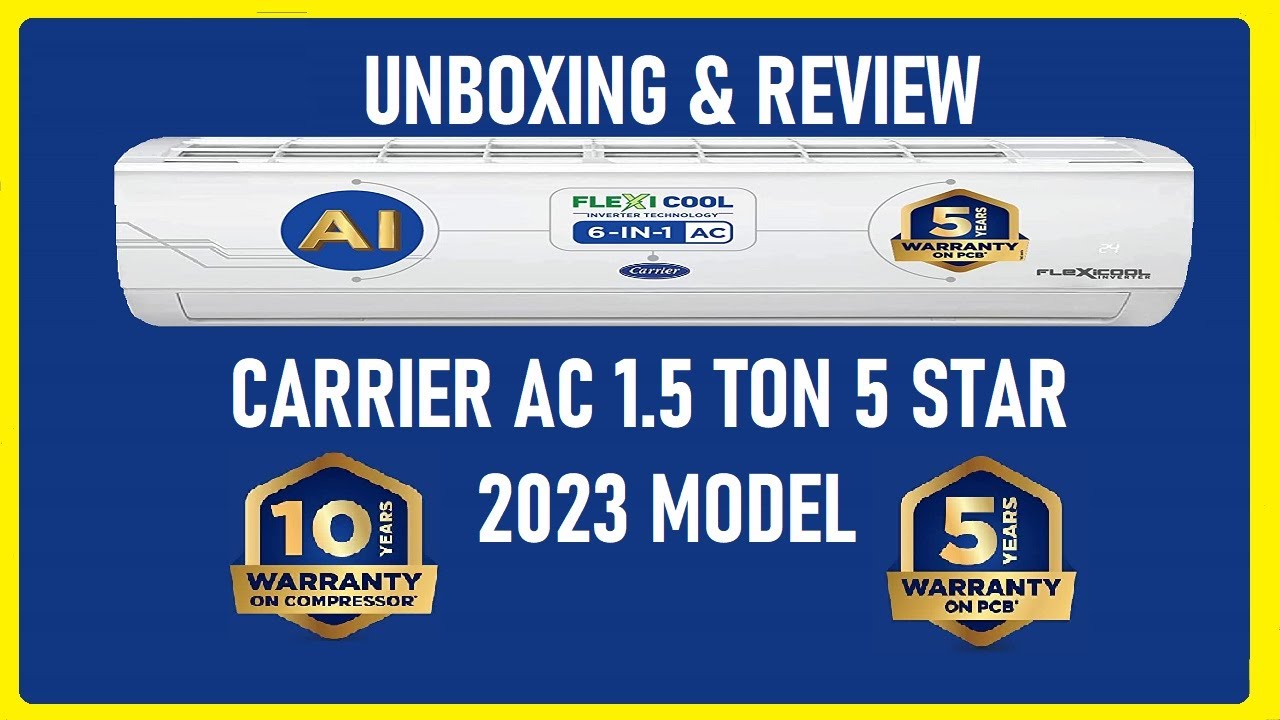 UNBOXING & REVIEW
AI
FLEXI COOL
INVERTER TECHNOLOGY
6-IN-1 AC
Carrier
5 YEARS
WARRANTY
ON PCB*
24
FLEXICOOL
INVERTER
CARRIER AC 1.5 TON 5 STAR
2023 MODEL
10 YEARS
WARRANTY
ON COMPRESSOR*
5 YEARS
WARRANTY
ON PCB*